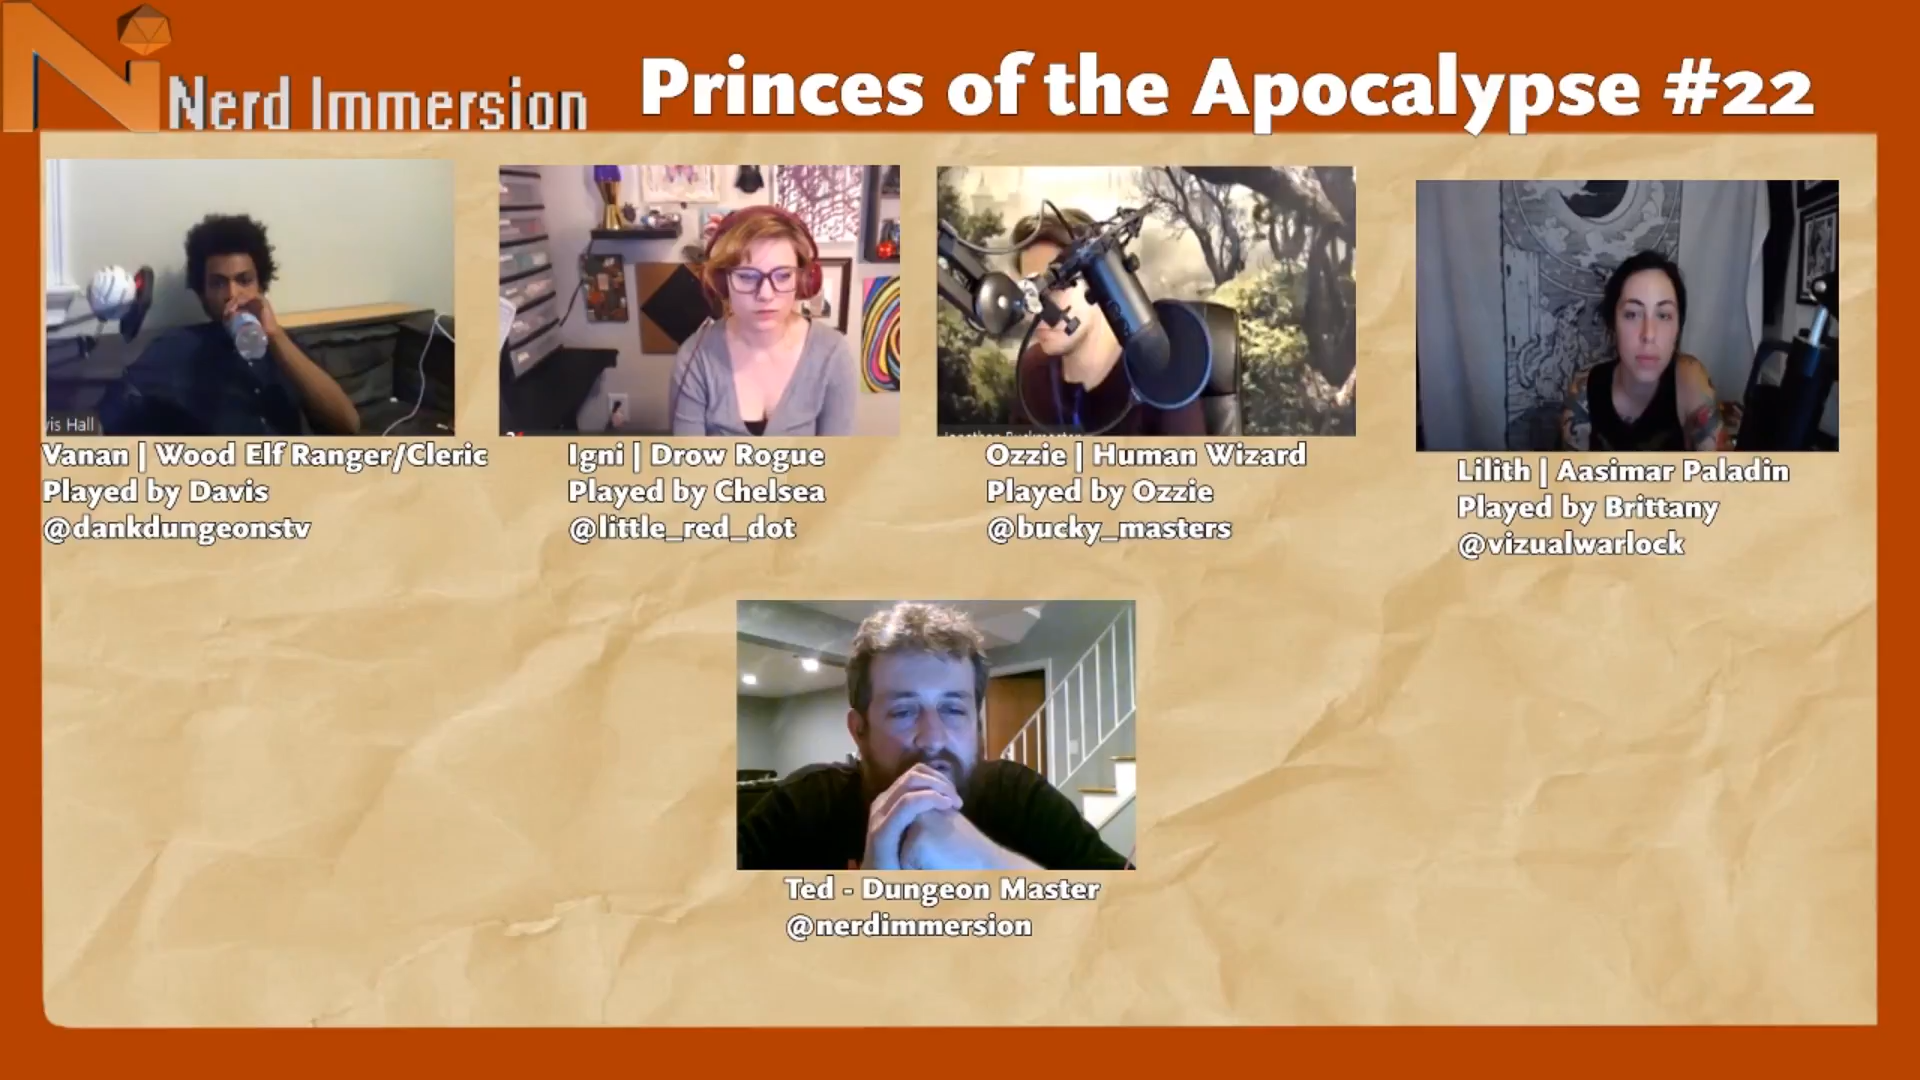 Nerd Immersion
Princes of the Apocalypse #22
vis Hall
Vanan | Wood Elf Ranger/Cleric
Played by Davis
@dankdungeonstv
Igni | Drow Rogue
Played by Chelsea
@little_red_dot
Ozzie | Human Wizard
Played by Ozzie
@bucky_masters
Lilith | Aasimar Paladin
Played by Brittany
@vizualwarlock
Ted - Dungeon Master
@nerdimmersion